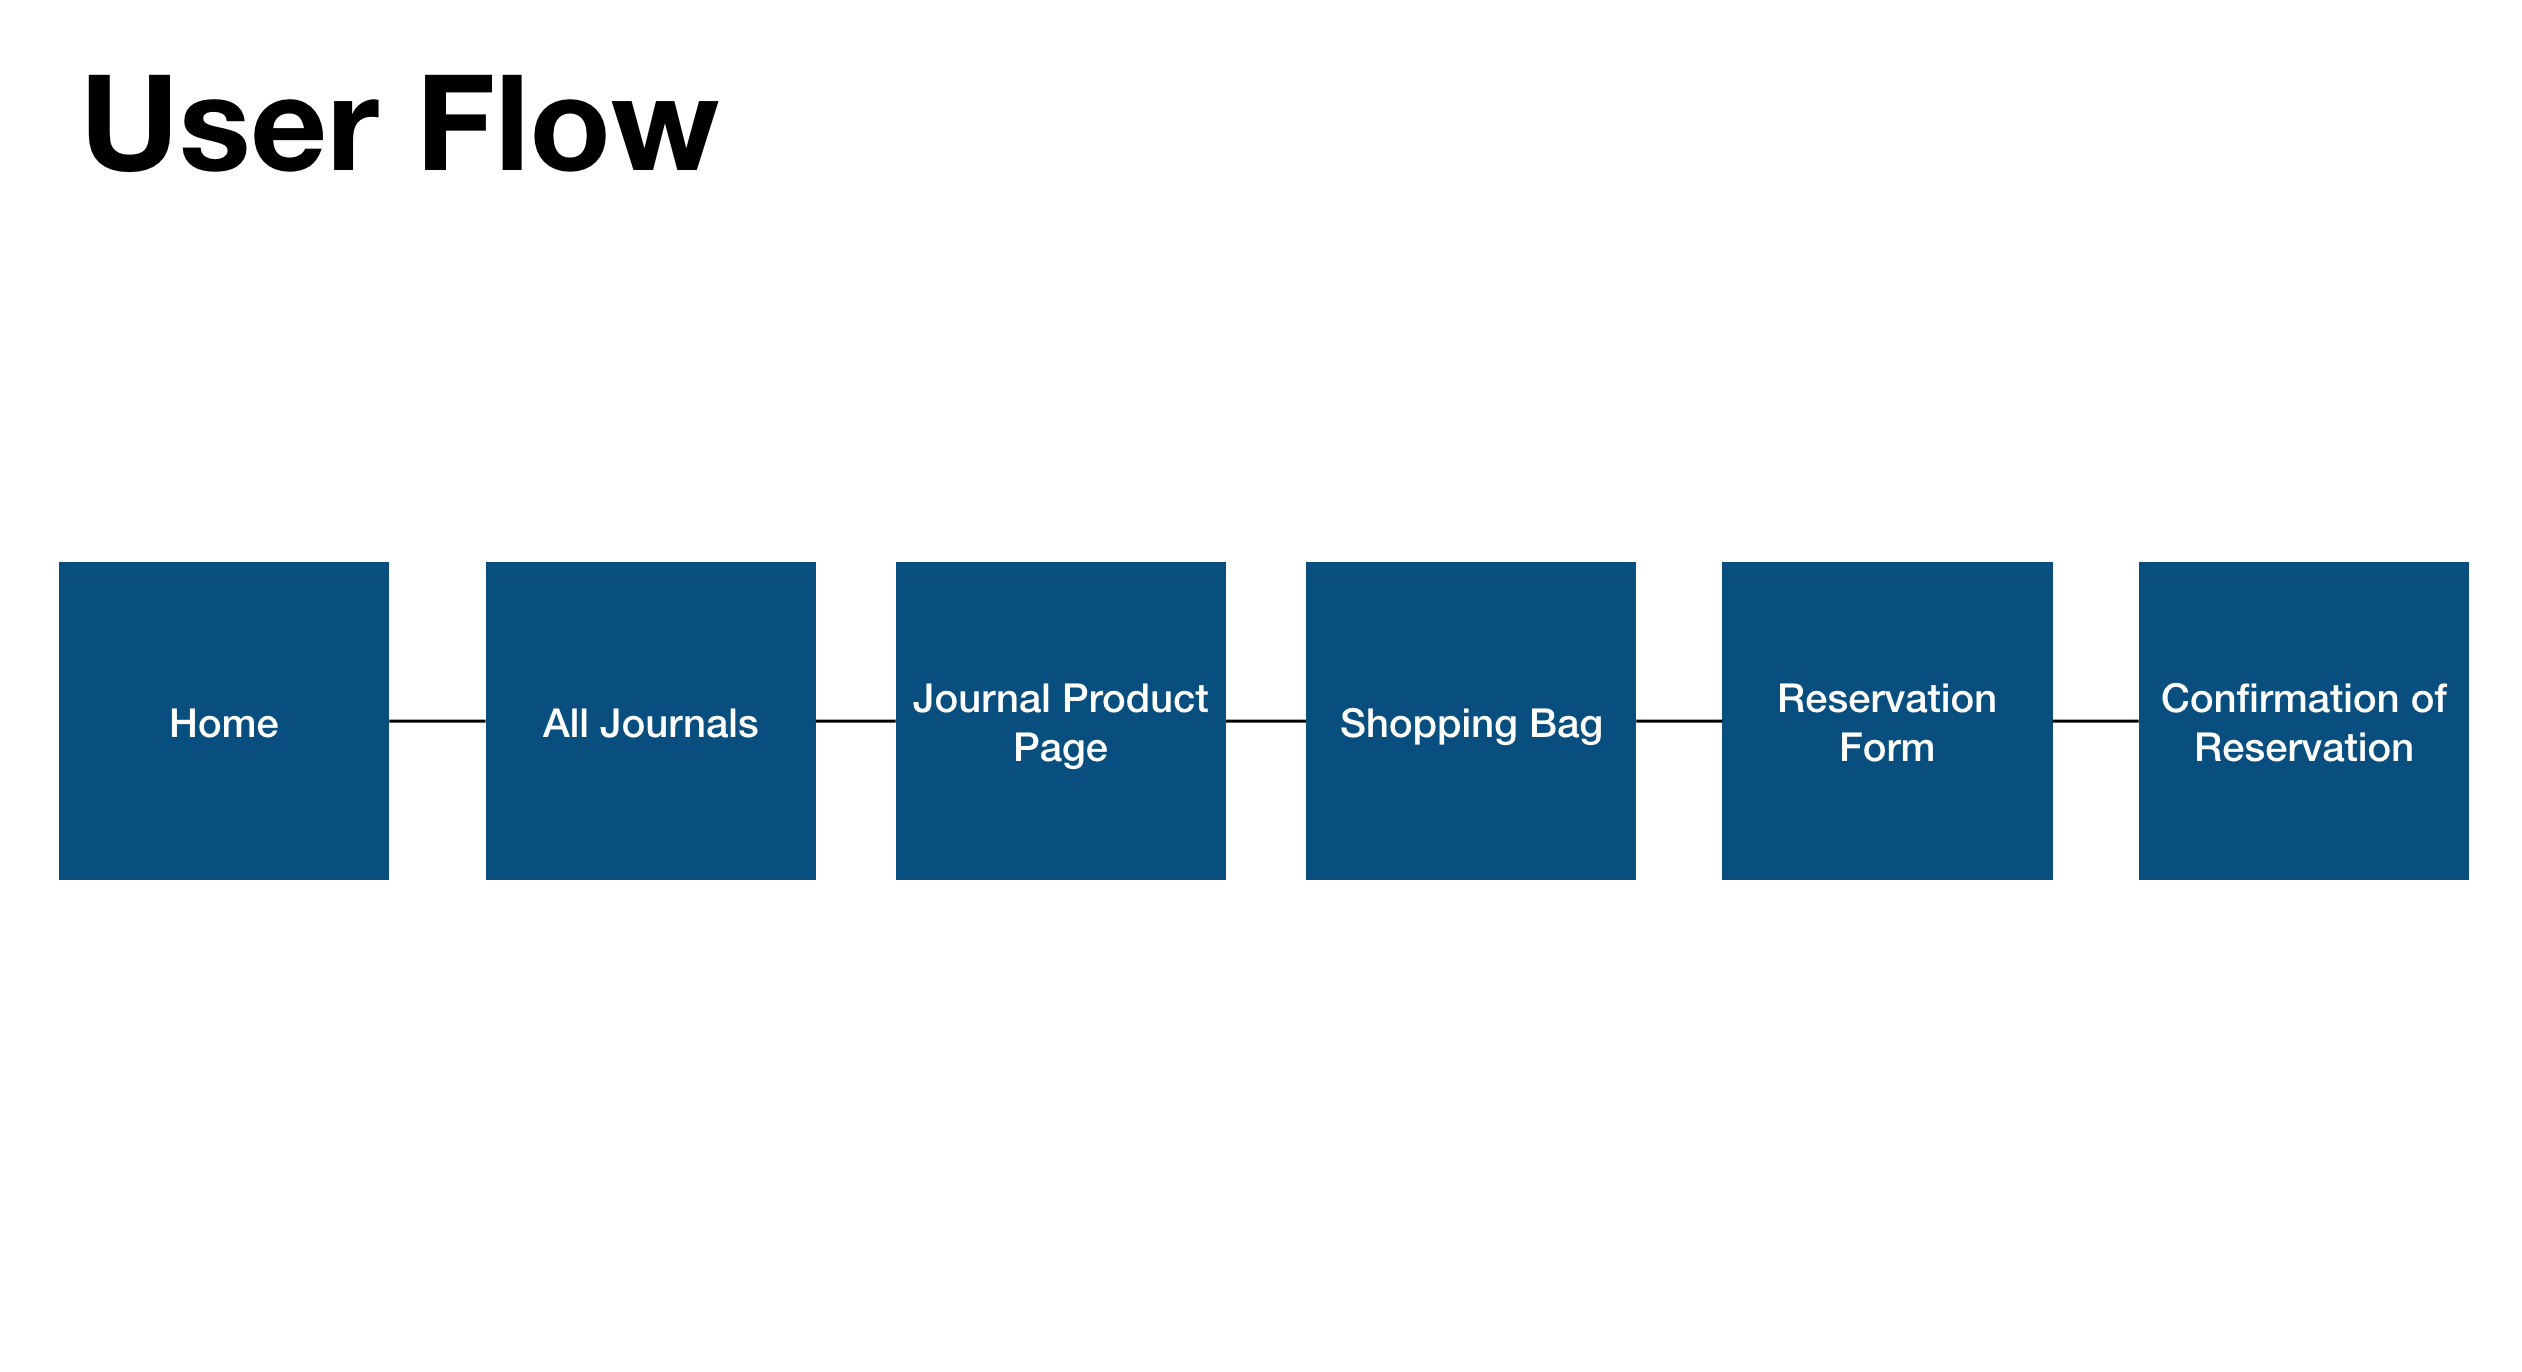 User Flow
Home
All Journals
Journal Product
Page
Shopping Bag
Reservation
Form
Confirmation of
Reservation